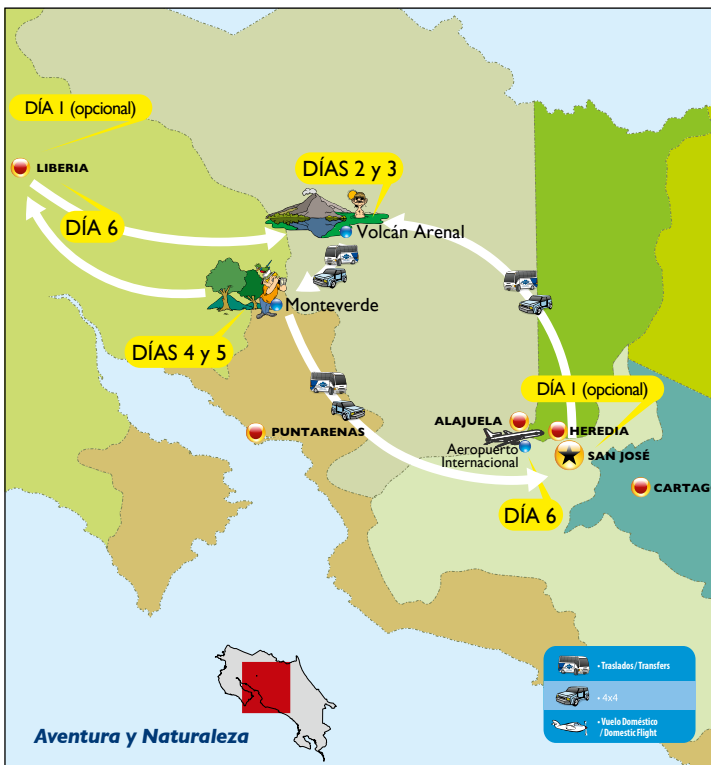 DÍA 1 (opcional)
LIBERIA
DÍAS 2 y 3
DÍA 6
Volcán Arenal
Monteverde
DÍAS 4 y 5
DÍA 1 (opcional)
ALAJUELA
HEREDIA
PUNTARENAS
Aeropuerto
Internacional
SAN JOSÉ
CARTAG
DÍA 6
• Traslados/Transfers
• 4x4
• Vuelo Doméstico
/ Domestic Flight
Aventura y Naturaleza